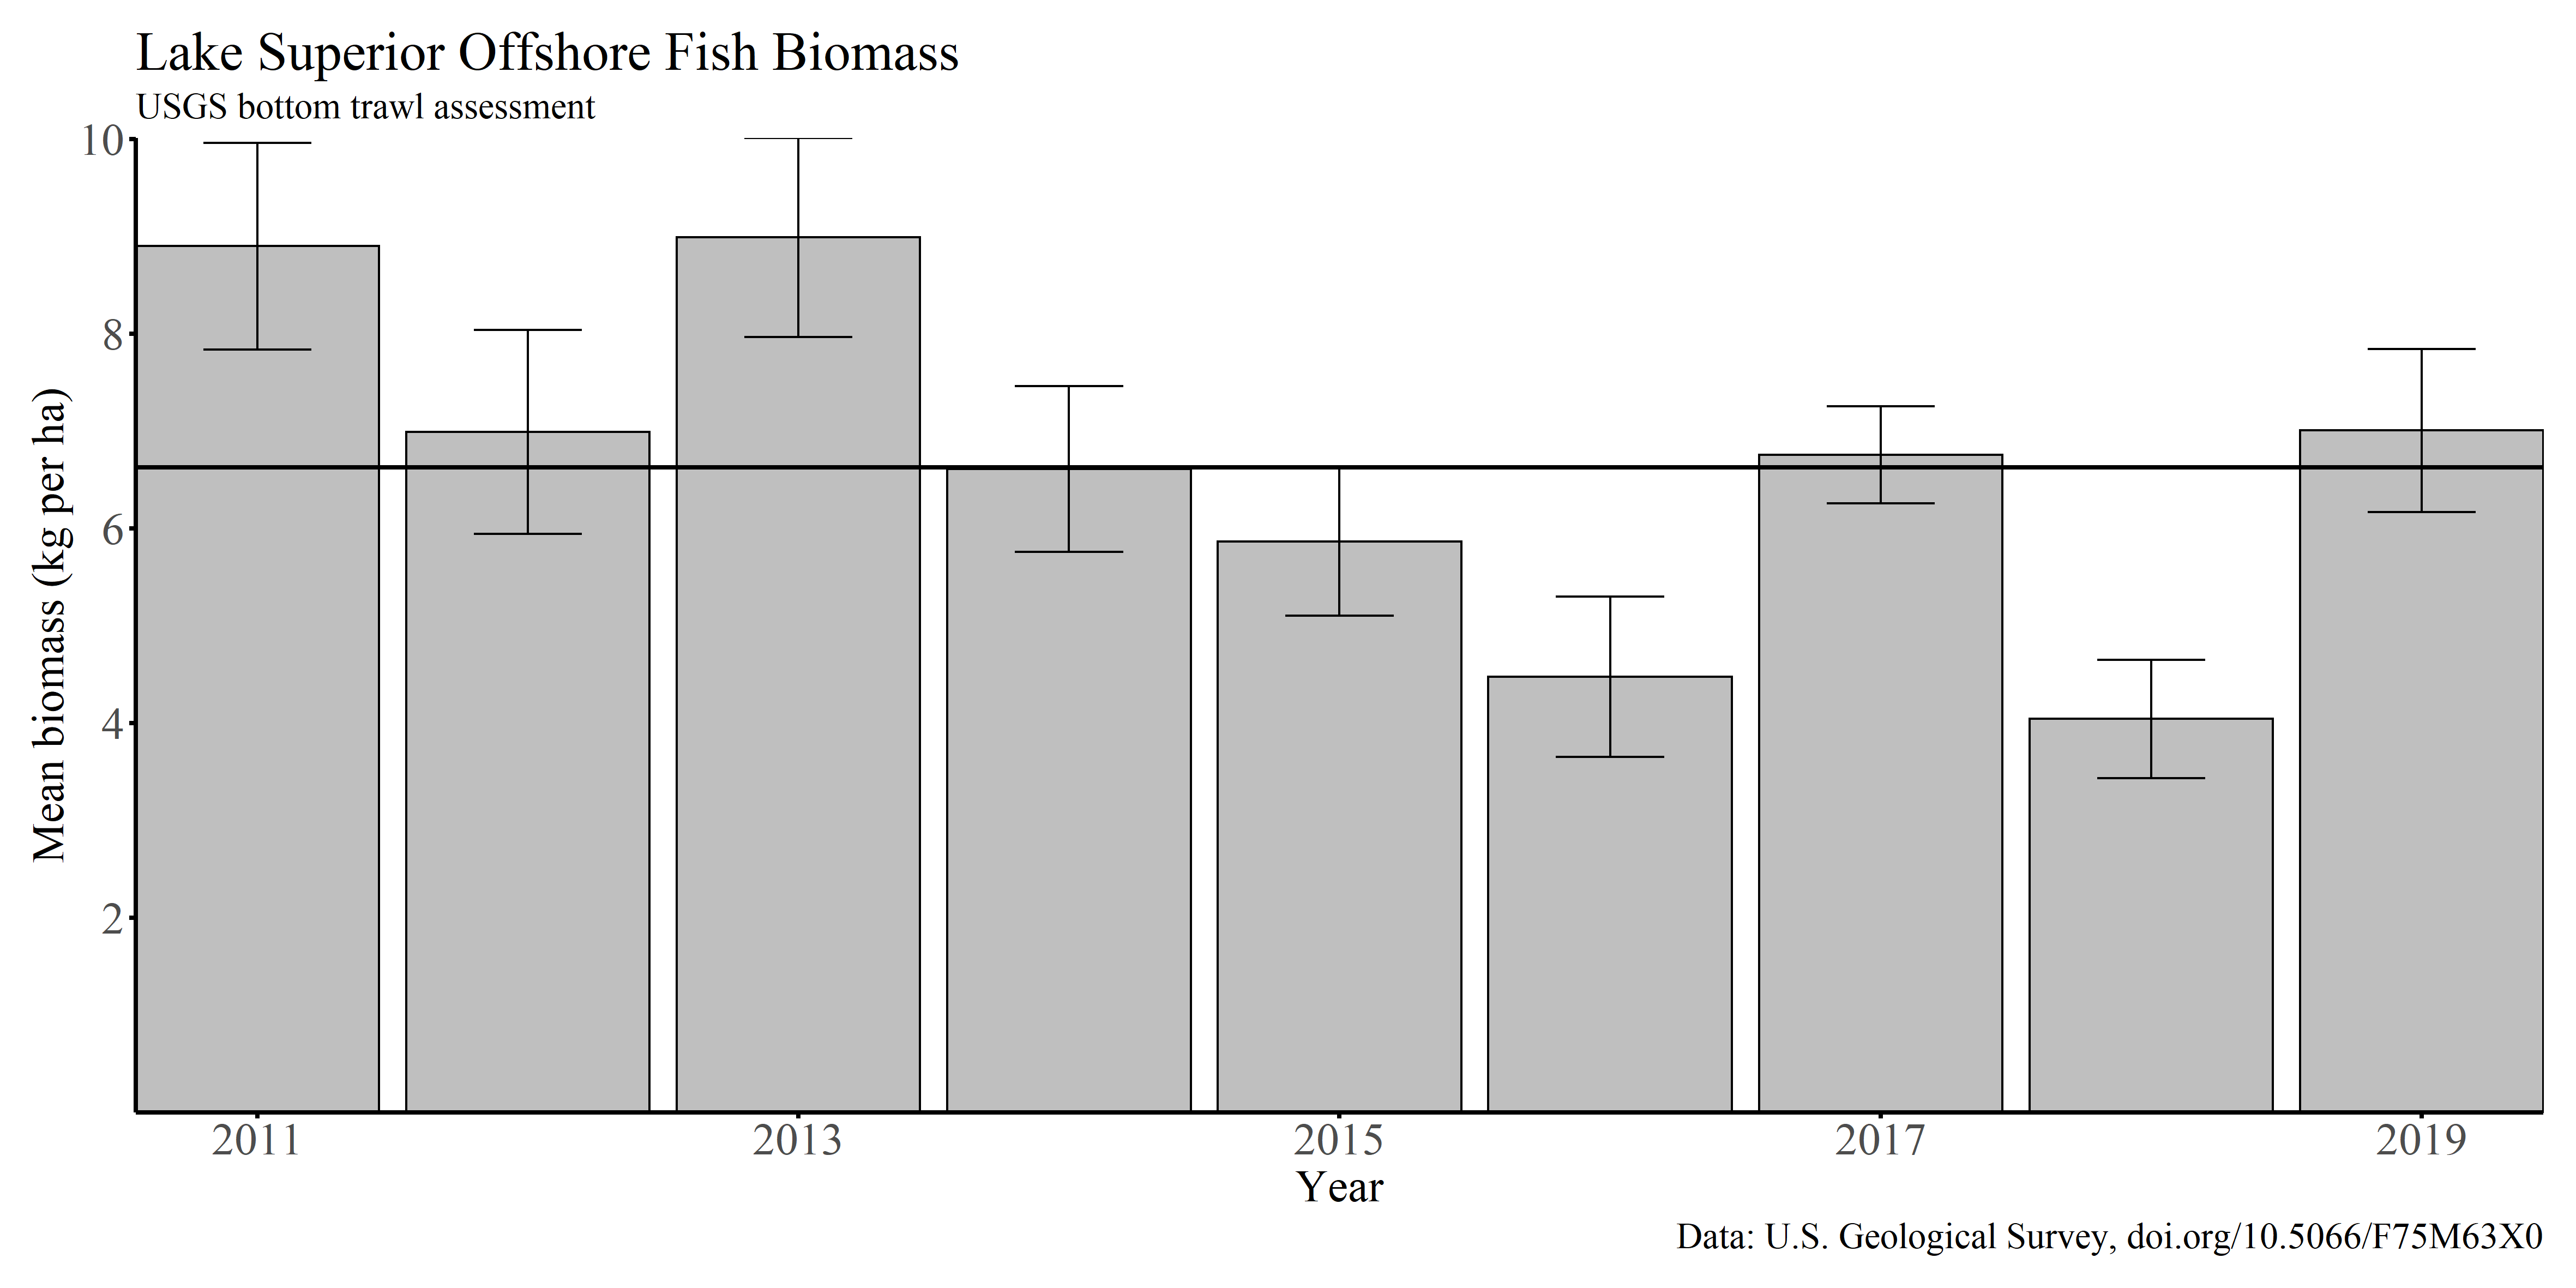 Lake Superior Offshore Fish Biomass
USGS bottom trawl assessment
10
8
6
4
2
Mean biomass (kg per ha)
2011 2013 2015 2017 2019
Year
Data: U.S. Geological Survey, doi.org/10.5066/F75M63X0